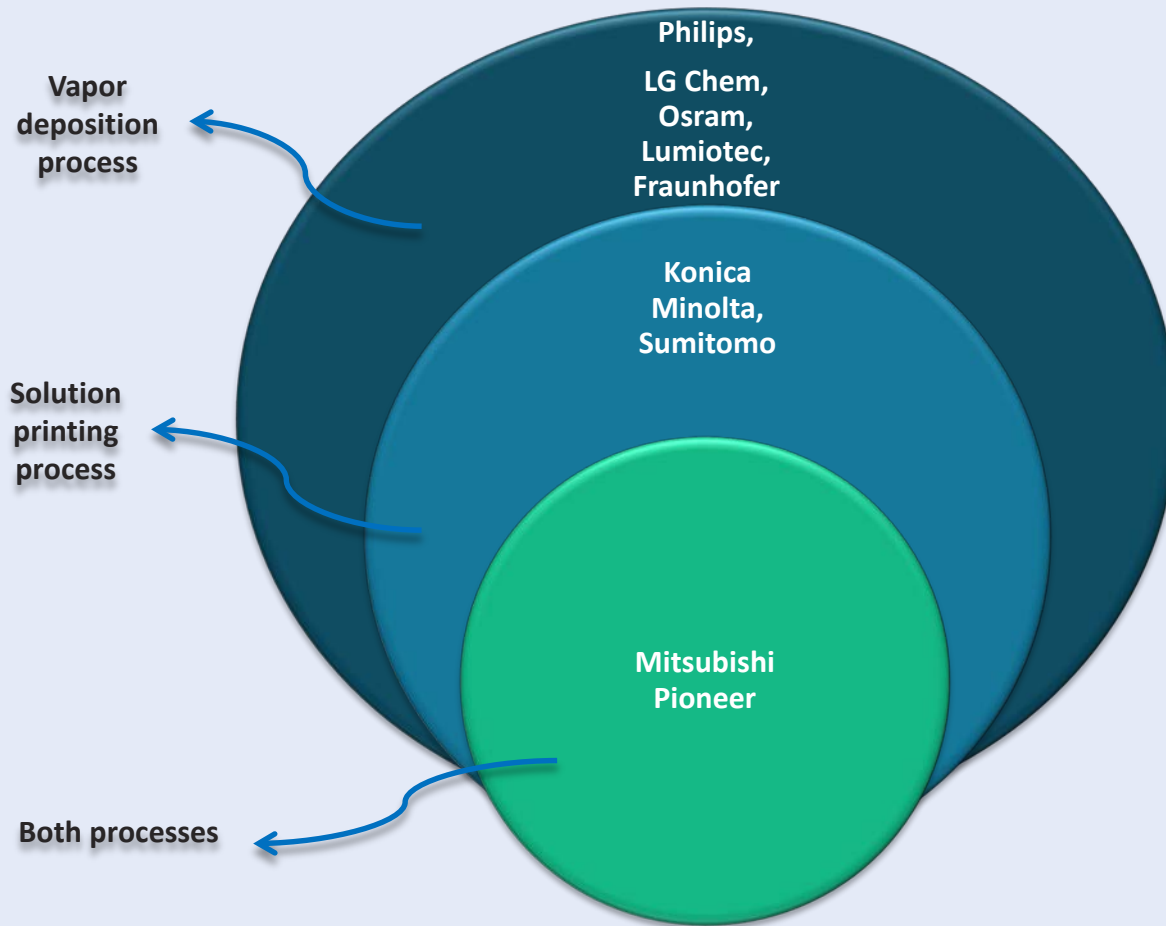 Philips,
LG Chem,
Osram,
Lumiotec,
Fraunhofer
Vapor
deposition
process
Konica
Minolta,
Sumitomo
Solution
printing
process
Mitsubishi
Pioneer
Both processes